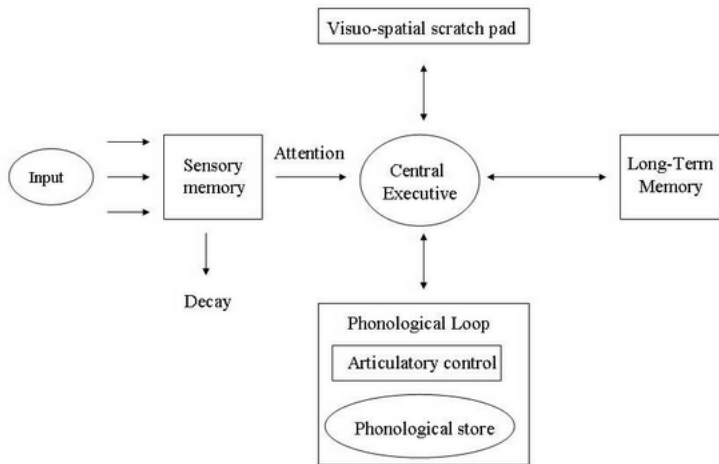 Visuo-spatial scratch pad
Input
Sensory
memory
Attention
Central
Executive
Long-Term
Memory
Decay
Phonological Loop
Articulatory control
Phonological store